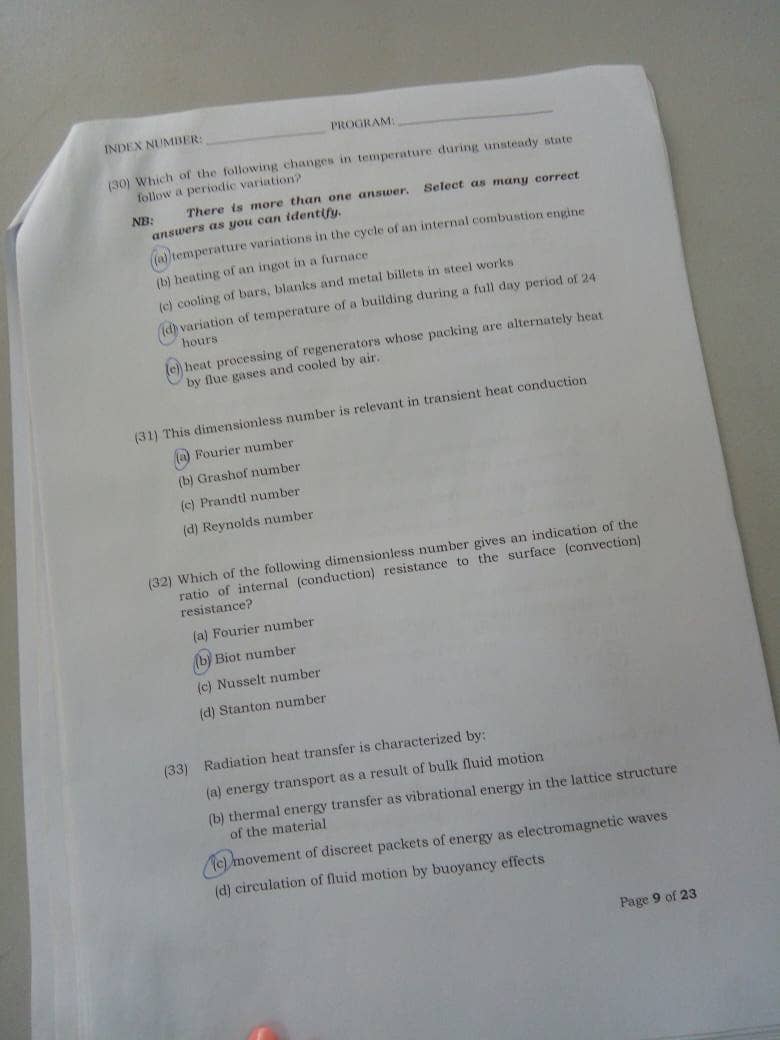 INDEX NUMBER: ____________ PROGRAM: ____________
(30) Which of the following changes in temperature during unsteady state
follow a periodic variation?
NB: There is more than one answer. Select as many correct
answers as you can identify.
(a) temperature variations in the cycle of an internal combustion engine
(b) heating of an ingot in a furnace
(c) cooling of bars, blanks and metal billets in steel works
(d) variation of temperature of a building during a full day period of 24
hours
(e) heat processing of regenerators whose packing are alternately heat
by flue gases and cooled by air.
(31) This dimensionless number is relevant in transient heat conduction
(a) Fourier number
(b) Grashof number
(c) Prandtl number
(d) Reynolds number
(32) Which of the following dimensionless number gives an indication of the
ratio of internal (conduction) resistance to the surface (convection)
resistance?
(a) Fourier number
(b) Biot number
(c) Nusselt number
(d) Stanton number
(33) Radiation heat transfer is characterized by:
(a) energy transport as a result of bulk fluid motion
(b) thermal energy transfer as vibrational energy in the lattice structure
of the material
(c) movement of discreet packets of energy as electromagnetic waves
(d) circulation of fluid motion by buoyancy effects
Page 9 of 23